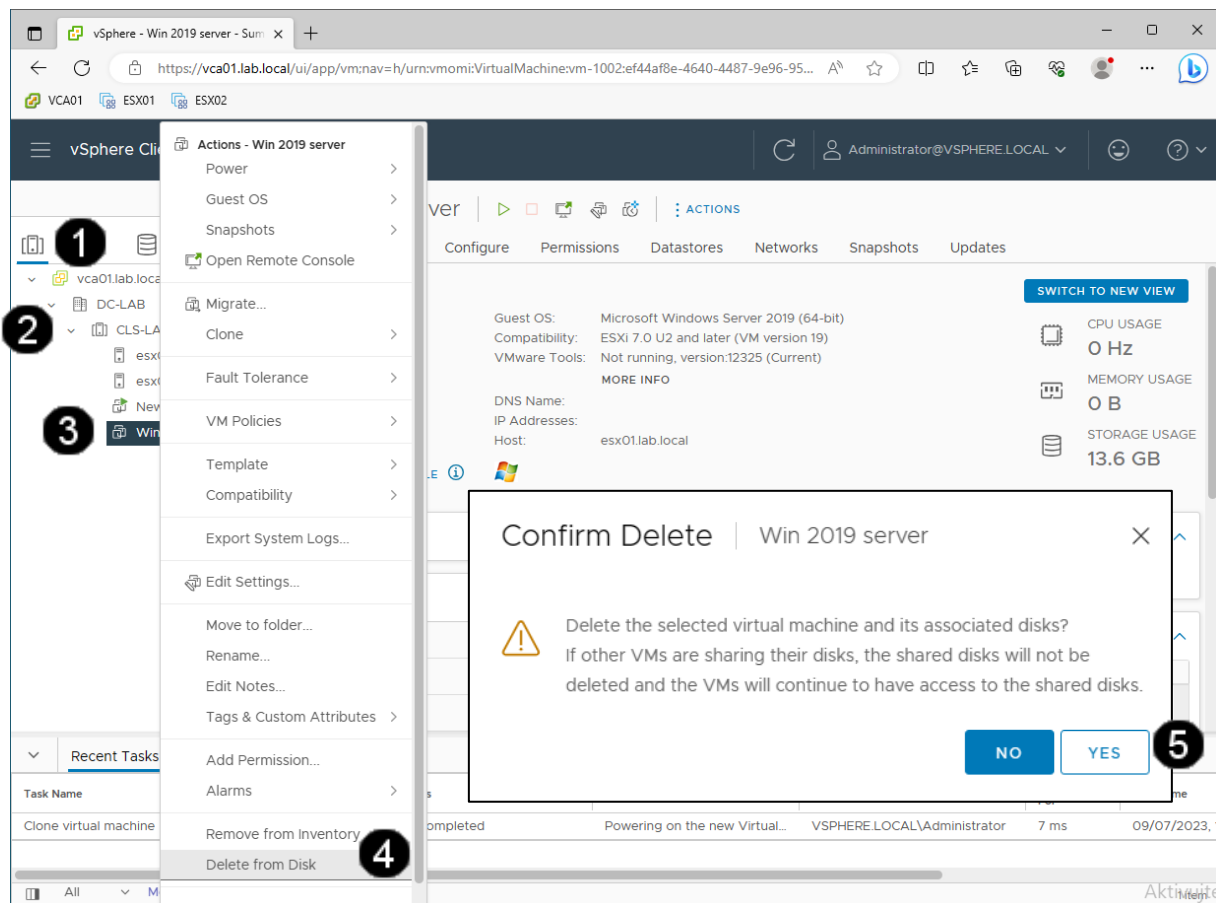 vSphere - Win 2019 server - Sum
https://vca01.lab.local/ui/app/vm;nav=h/urn:vmomi:VirtualMachine:vm-1002:ef44af8e-4640-4487-9e96-95...
VCA01 ESX01 ESX02
vSphere Clie
Administrator@VSPHERE.LOCAL
Actions - Win 2019 server
Power
Guest OS
Snapshots
Open Remote Console
Migrate...
Clone
Fault Tolerance
VM Policies
Template
Compatibility
Export System Logs...
Edit Settings...
Move to folder...
Rename...
Edit Notes...
Tags & Custom Attributes
Add Permission...
Alarms
Remove from Inventory
Delete from Disk
1
2
3
4
vca01.lab.loca
DC-LAB
CLS-LA
esx0
esx0
New
Win
ver
ACTIONS
Configure Permissions Datastores Networks Snapshots Updates
SWITCH TO NEW VIEW
Guest OS: Microsoft Windows Server 2019 (64-bit)
Compatibility: ESXi 7.0 U2 and later (VM version 19)
VMware Tools: Not running, version:12325 (Current)
MORE INFO
DNS Name:
IP Addresses:
Host: esx01.lab.local
LE
CPU USAGE
0 Hz
MEMORY USAGE
0 B
STORAGE USAGE
13.6 GB
Confirm Delete | Win 2019 server
Delete the selected virtual machine and its associated disks?
If other VMs are sharing their disks, the shared disks will not be
deleted and the VMs will continue to have access to the shared disks.
NO YES
5
Recent Tasks
Task Name s me
Clone virtual machine ompleted Powering on the new Virtual... VSPHERE.LOCAL\Administrator 7 ms 09/07/2023,
All M